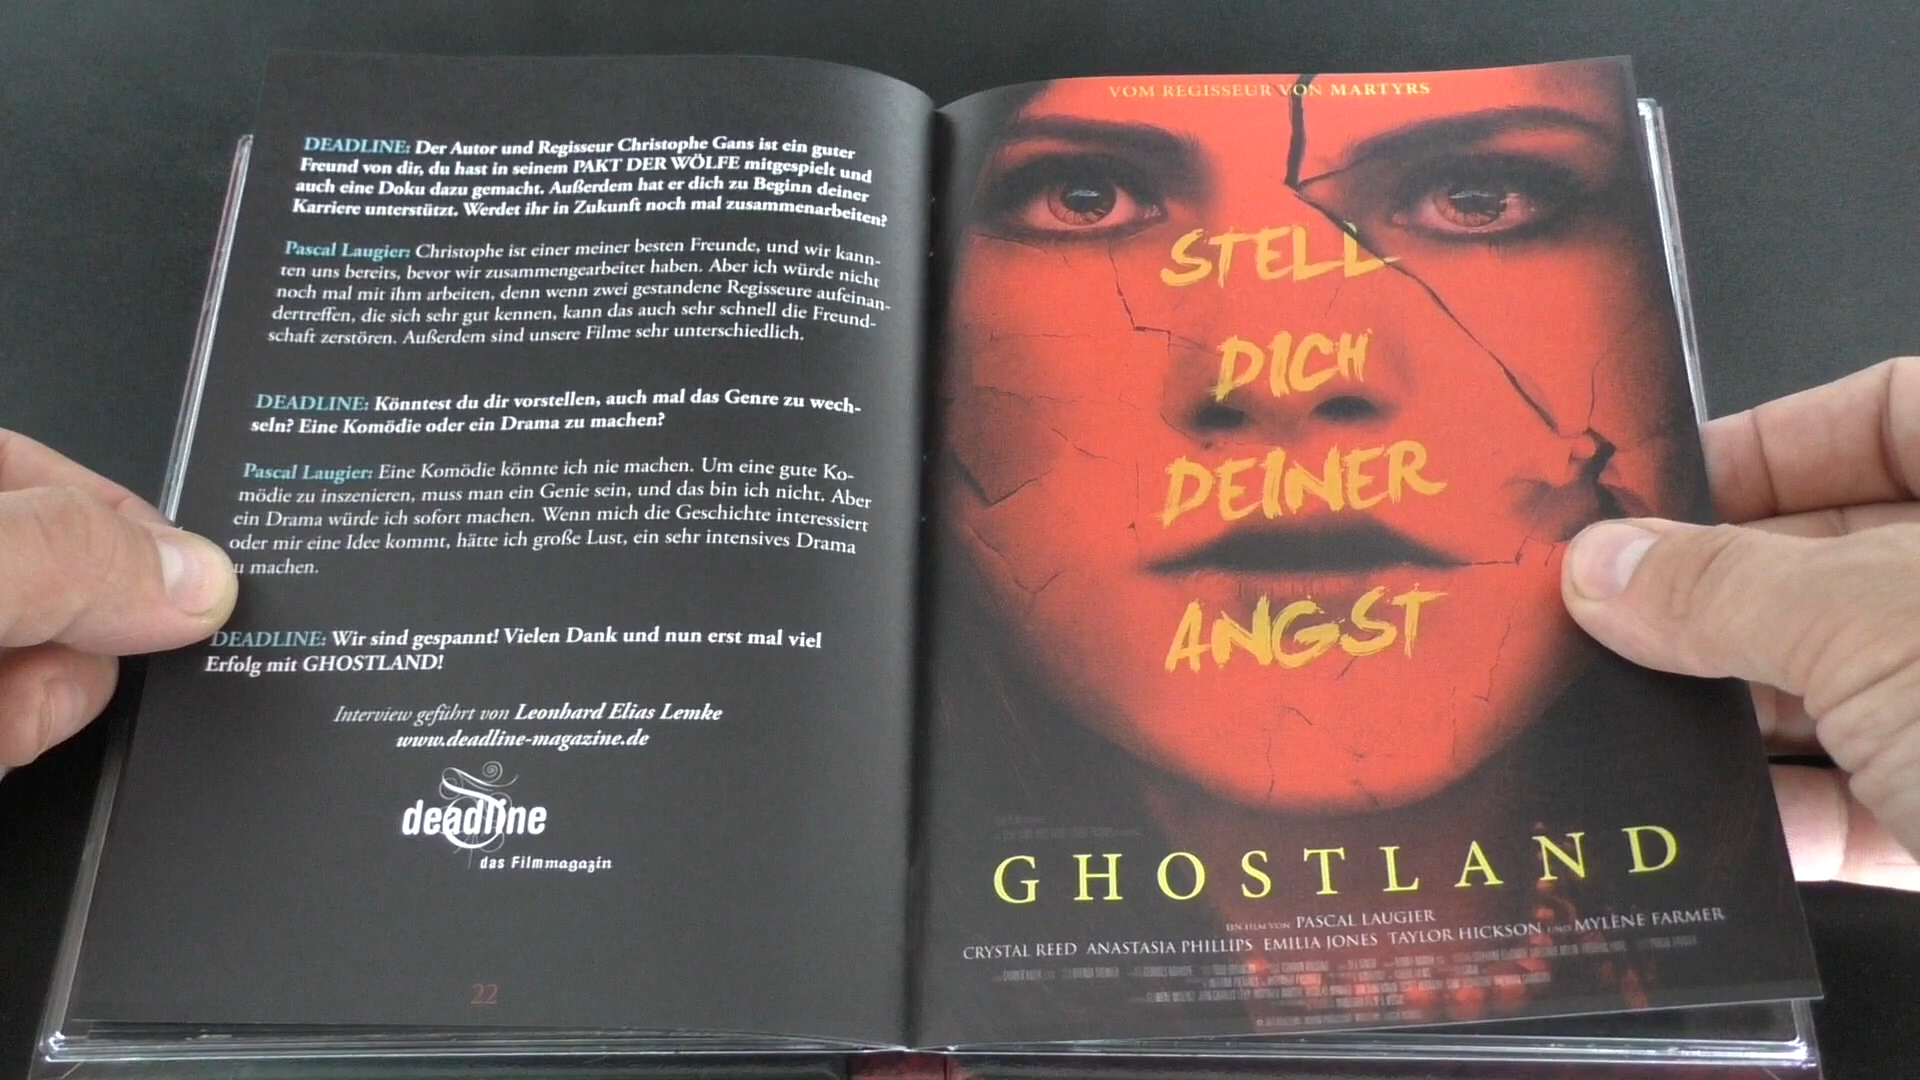 DEADLINE: Der Autor und Regisseur Christophe Gans ist ein guter
Freund von dir, du hast in seinem PAKT DER WÖLFE mitgespielt und
auch eine Doku dazu gemacht. Außerdem hat er dich zu Beginn deiner
Karriere unterstützt. Werdet ihr in Zukunft noch mal zusammenarbeiten?
Pascal Laugier: Christophe ist einer meiner besten Freunde, und wir kann-
ten uns bereits, bevor wir zusammengearbeitet haben. Aber ich würde nicht
noch mal mit ihm arbeiten, denn wenn zwei gestandene Regisseure aufeinan-
dertreffen, die sich sehr gut kennen, kann das auch sehr schnell die Freund-
schaft zerstören. Außerdem sind unsere Filme sehr unterschiedlich.
DEADLINE: Könntest du dir vorstellen, auch mal das Genre zu wech-
seln? Eine Komödie oder ein Drama zu machen?
Pascal Laugier: Eine Komödie könnte ich nie machen. Um eine gute Ko-
mödie zu inszenieren, muss man ein Genie sein, und das bin ich nicht. Aber
ein Drama würde ich sofort machen. Wenn mich die Geschichte interessiert
oder mir eine Idee kommt, hätte ich große Lust, ein sehr intensives Drama
u machen.
DEADLINE: Wir sind gespannt! Vielen Dank und nun erst mal viel
Erfolg mit GHOSTLAND!
Interview geführt von Leonhard Elias Lemke
www.deadline-magazine.de
deadline
das Filmmagazin
22
VOM REGISSEUR VON MARTYRS
STELL
DICH
DEINER
ANGST
GHOSTLAND
EIN FILM VON PASCAL LAUGIER
CRYSTAL REED ANASTASIA PHILLIPS EMILIA JONES TAYLOR HICKSON UND MYLÈNE FARMER